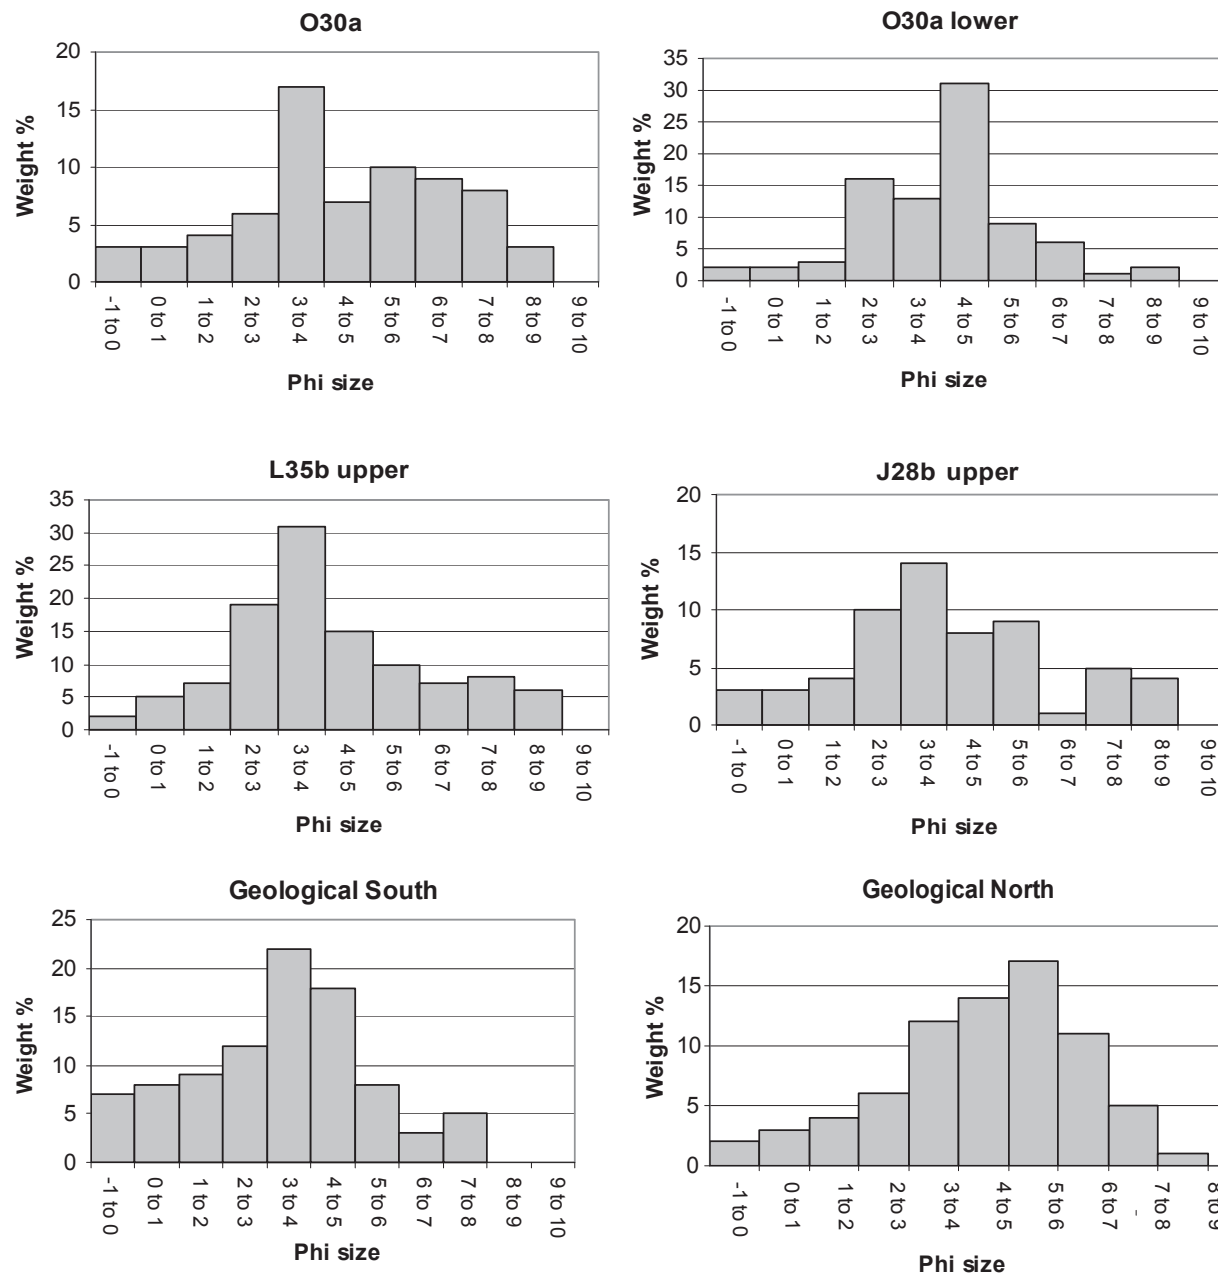 O30a
20
15
10
5
0
Weight %
-1 to 0
0 to 1
1 to 2
2 to 3
3 to 4
4 to 5
5 to 6
6 to 7
7 to 8
8 to 9
9 to 10
Phi size
O30a lower
35
30
25
20
15
10
5
0
Weight %
-1 to 0
0 to 1
1 to 2
2 to 3
3 to 4
4 to 5
5 to 6
6 to 7
7 to 8
8 to 9
9 to 10
Phi size
L35b upper
35
30
25
20
15
10
5
0
Weight %
-1 to 0
0 to 1
1 to 2
2 to 3
3 to 4
4 to 5
5 to 6
6 to 7
7 to 8
8 to 9
9 to 10
Phi size
J28b upper
20
15
10
5
0
Weight %
-1 to 0
0 to 1
1 to 2
2 to 3
3 to 4
4 to 5
5 to 6
6 to 7
7 to 8
8 to 9
9 to 10
Phi size
Geological South
25
20
15
10
5
0
Weight %
-1 to 0
0 to 1
1 to 2
2 to 3
3 to 4
4 to 5
5 to 6
6 to 7
7 to 8
8 to 9
9 to 10
Phi size
Geological North
20
15
10
5
0
Weight %
-1 to 0
0 to 1
1 to 2
2 to 3
3 to 4
4 to 5
5 to 6
6 to 7
7 to 8
8 to 9
Phi size